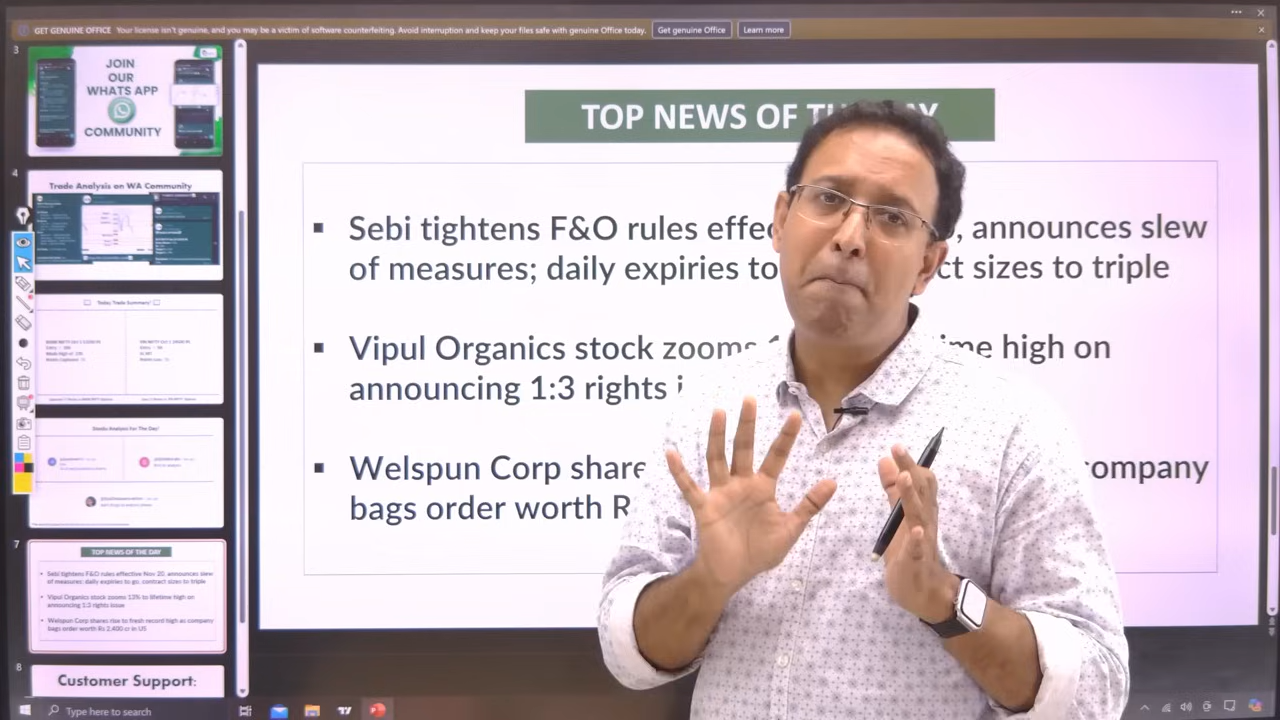 GET GENUINE OFFICE Your license isn't genuine, and you may be a victim of software counterfeiting. Avoid interruption and keep your files safe with genuine Office today. Get genuine Office Learn more
3
JOIN
OUR
WHATS APP
COMMUNITY
4
Trade Analysis on WA Community
Today Trade Summary!
Stocks Analysis For The Day!
7
TOP NEWS OF THE DAY
Sebi tightens F&O rules effective Nov 20, announces slew
of measures; daily expiries to go, contract sizes to triple
Vipul Organics stock zooms 13% to lifetime high on
announcing 1:3 rights issue
Welspun Corp shares rise to fresh record high as company
bags order worth Rs 2,400 cr in US
8
Customer Support:
TOP NEWS OF T DAY
Sebi tightens F&O rules effec , announces slew
of measures; daily expiries to ct sizes to triple
Vipul Organics stock zooms 1 me high on
announcing 1:3 rights i
Welspun Corp share company
bags order worth R
Type here to search